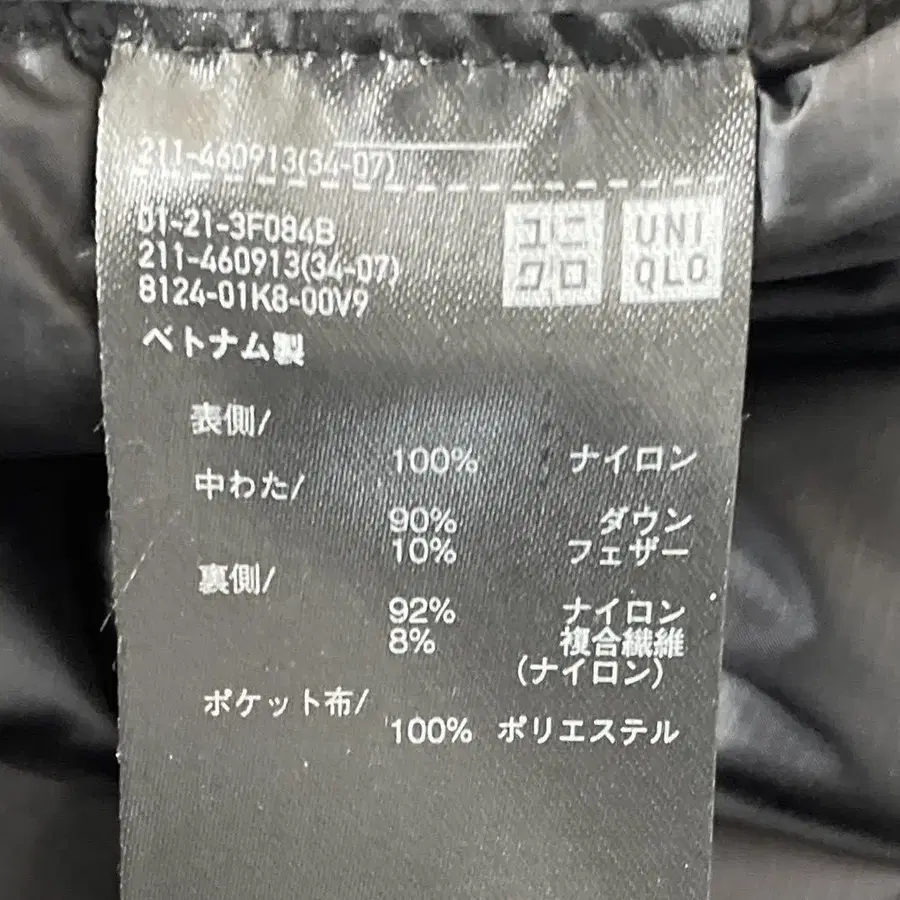 211-460913(34-07)
01-21-3F084B
211-460913(34-07)
8124-01K8-00V9
ユニ
クロ
UNI
QLO
ベトナム製
表側/
100% ナイロン
中わた/
90% ダウン
10% フェザー
裏側/
92% ナイロン
8% 複合繊維
(ナイロン)
ポケット布/
100% ポリエステル